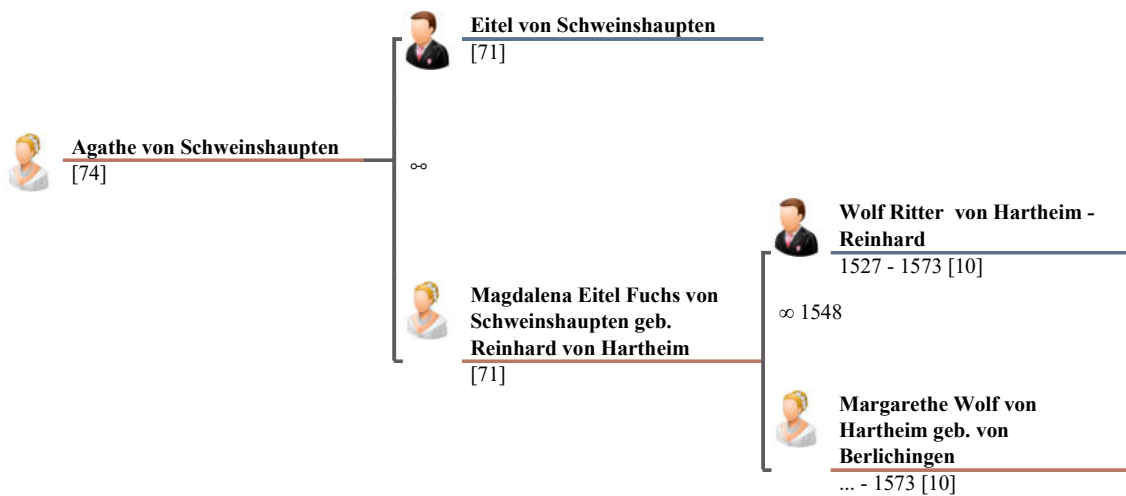 Eitel von Schweinshaupten
[71]
Agathe von Schweinshaupten
[74]
⚯
Wolf Ritter von Hartheim -
Reinhard
1527 - 1573 [10]
Magdalena Eitel Fuchs von
Schweinshaupten geb.
Reinhard von Hartheim
[71]
∞ 1548
Margarethe Wolf von
Hartheim geb. von
Berlichingen
... - 1573 [10]